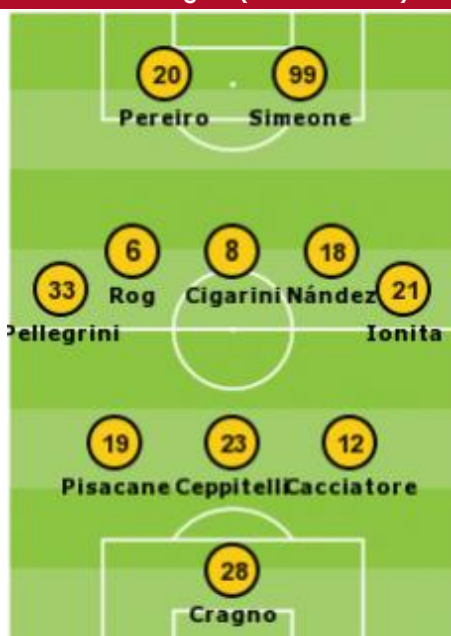 20 99
Pereiro Simeone
6 8 18
33 21
Rog Cigarini Nández
Pellegrini Ionita
19 23 12
Pisacane Ceppitelli Cacciatore
28
Cragno